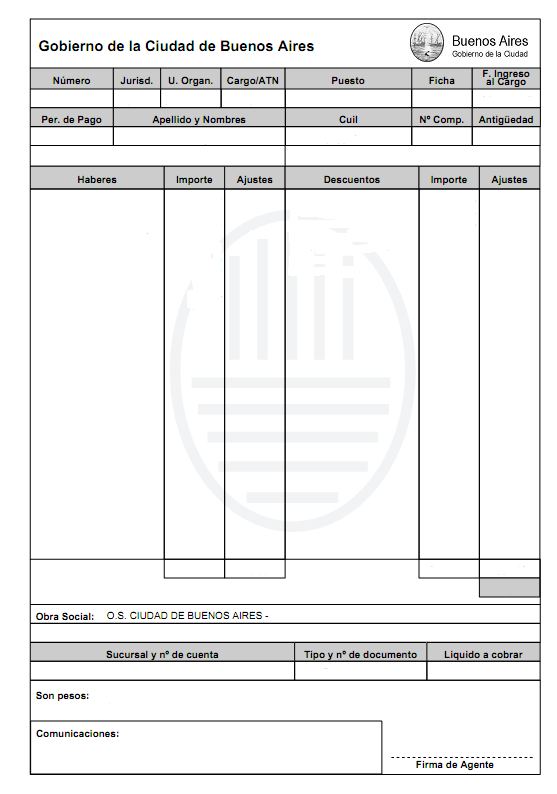 Gobierno de la Ciudad de Buenos Aires
Buenos Aires
Gobierno de la Ciudad
Número Jurisd. U. Organ. Cargo/ATN Puesto Ficha F. Ingreso al Cargo
Per. de Pago Apellido y Nombres Cuil Nº Comp. Antigüedad
Haberes Importe Ajustes Descuentos Importe Ajustes
Obra Social: O.S. CIUDAD DE BUENOS AIRES -
Sucursal y nº de cuenta Tipo y nº de documento Liquido a cobrar
Son pesos:
Comunicaciones:
Firma de Agente